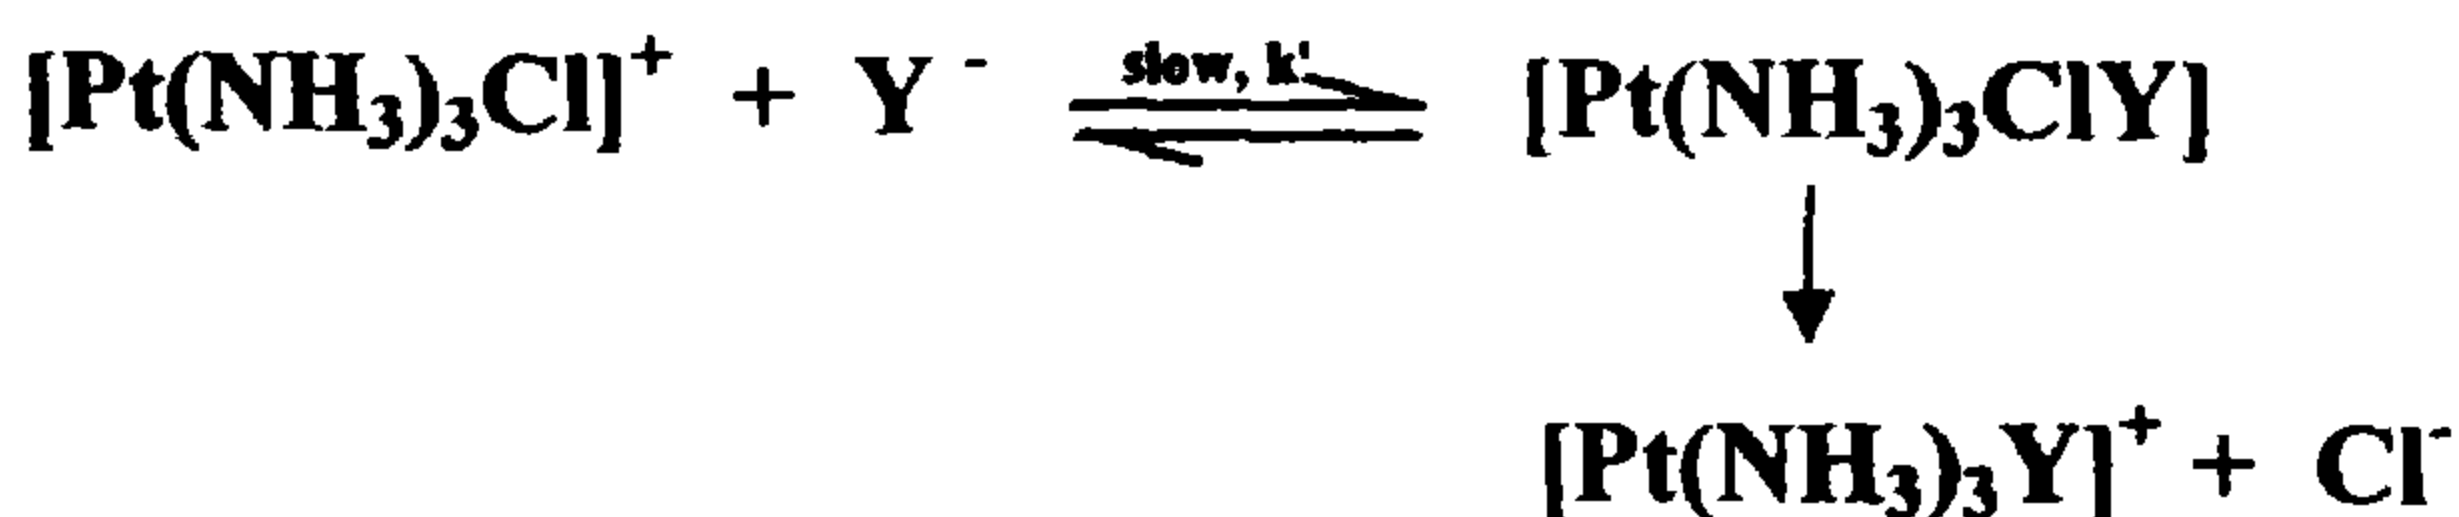 [Pt(NH₃)₃Cl]⁺ + Y⁻ slow, k' [Pt(NH₃)₃ClY]
[Pt(NH₃)₃Y]⁺ + Cl⁻